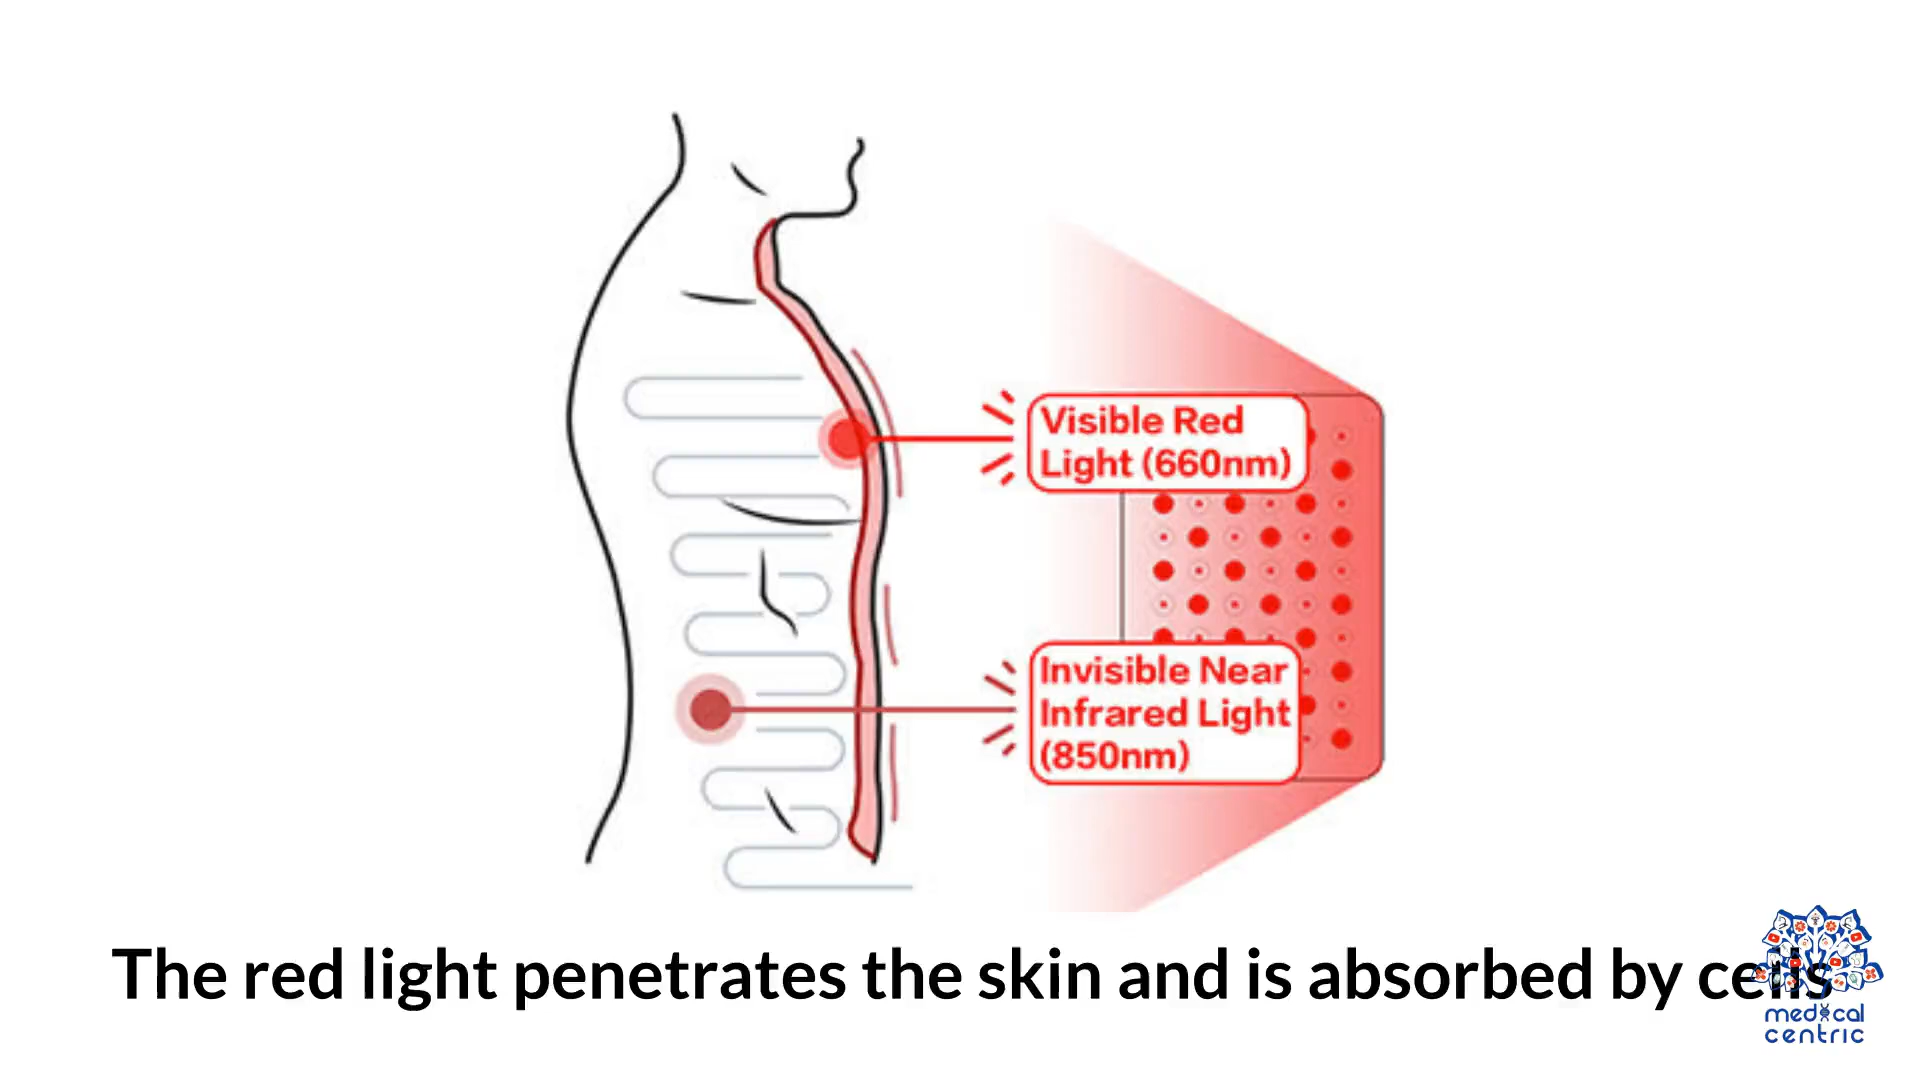 Visible Red
Light (660nm)
Invisible Near
Infrared Light
(850nm)
The red light penetrates the skin and is absorbed by cells
medical
centric